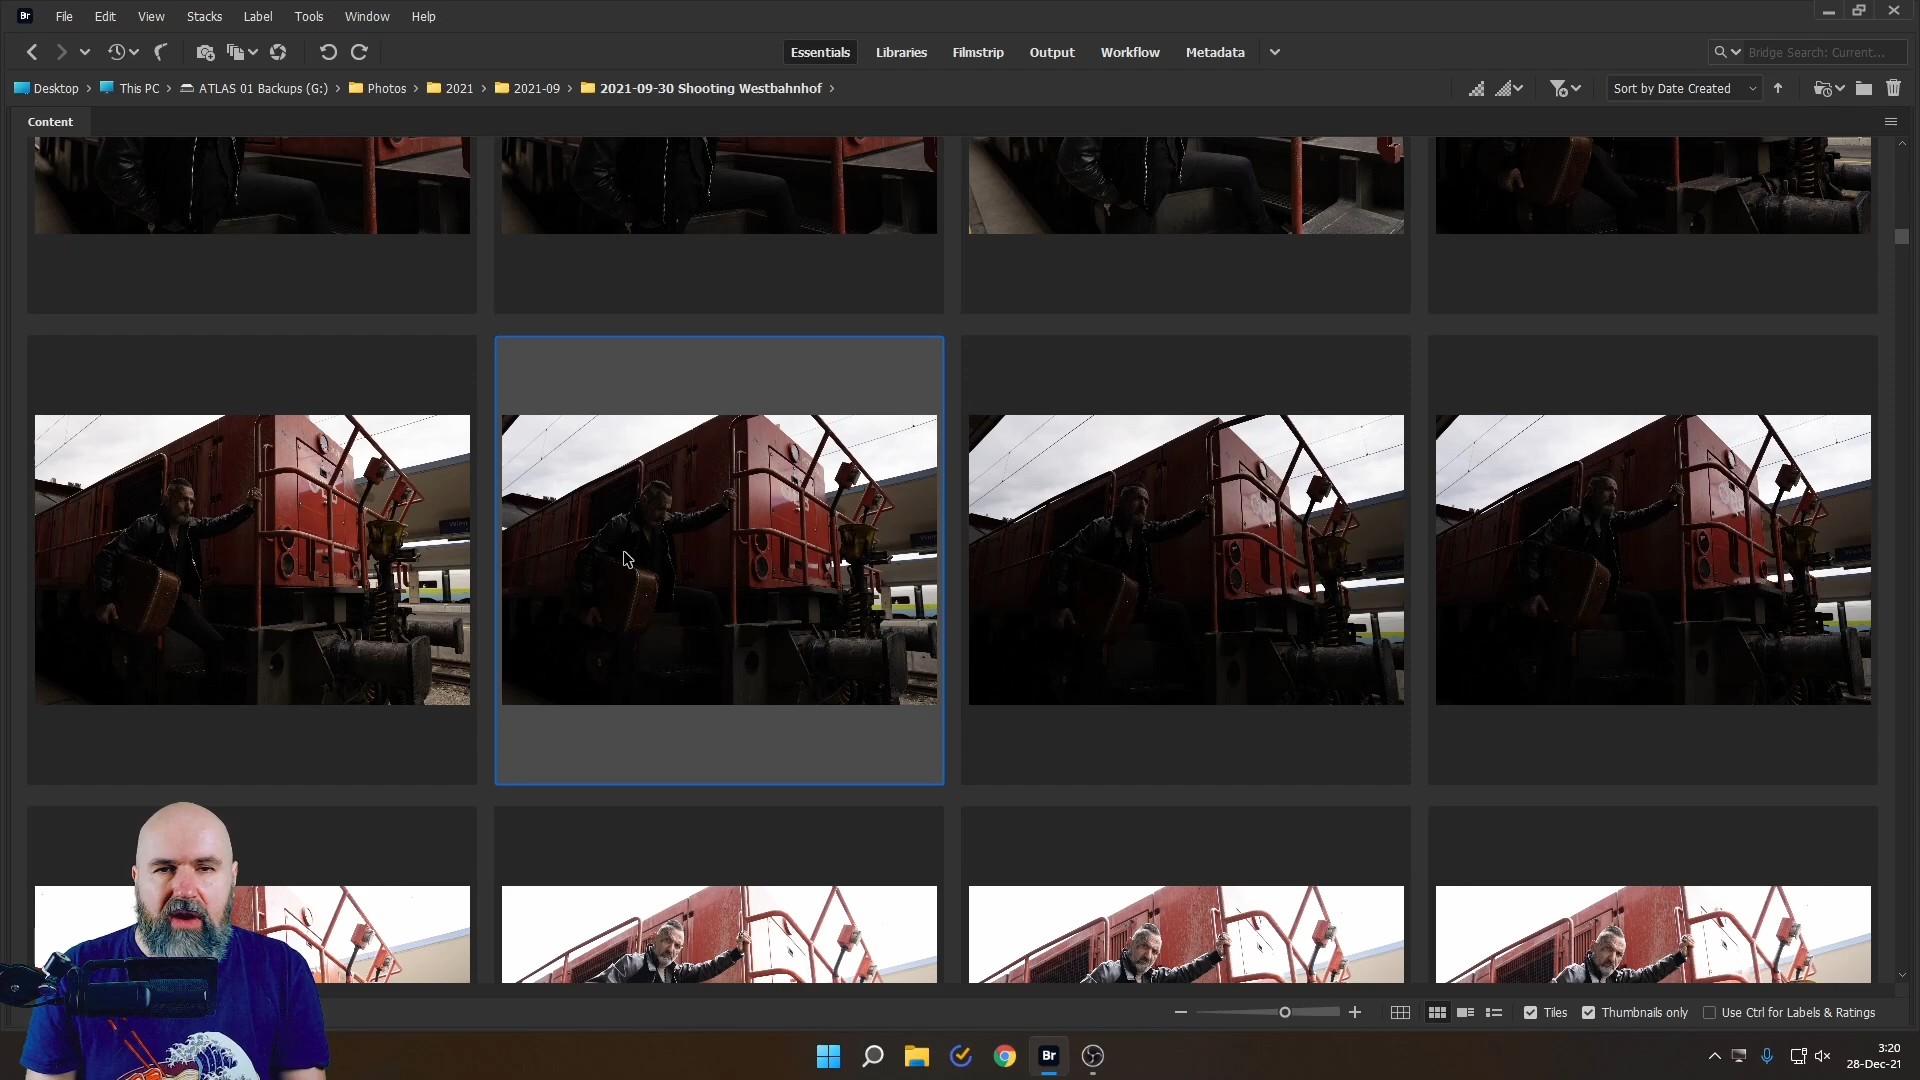 Br File Edit View Stacks Label Tools Window Help
Essentials Libraries Filmstrip Output Workflow Metadata Bridge Search: Current...
Desktop This PC ATLAS 01 Backups (G:) Photos 2021 2021-09 2021-09-30 Shooting Westbahnhof Sort by Date Created
Content
Tiles Thumbnails only Use Ctrl for Labels & Ratings
Br
3:20
28-Dec-21